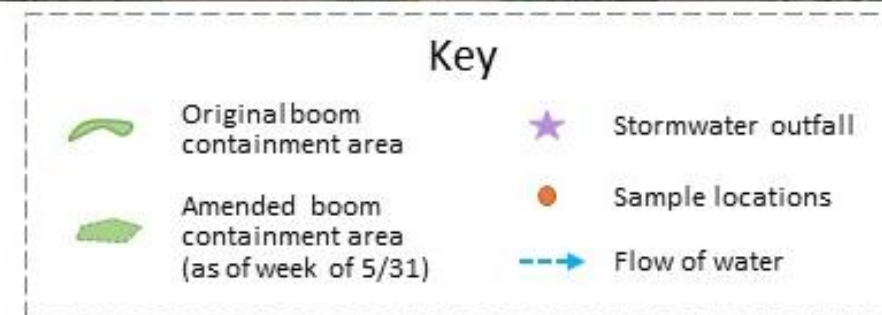 Key
Original boom
containment area
Amended boom
containment area
(as of week of 5/31)
Stormwater outfall
Sample locations
Flow of water